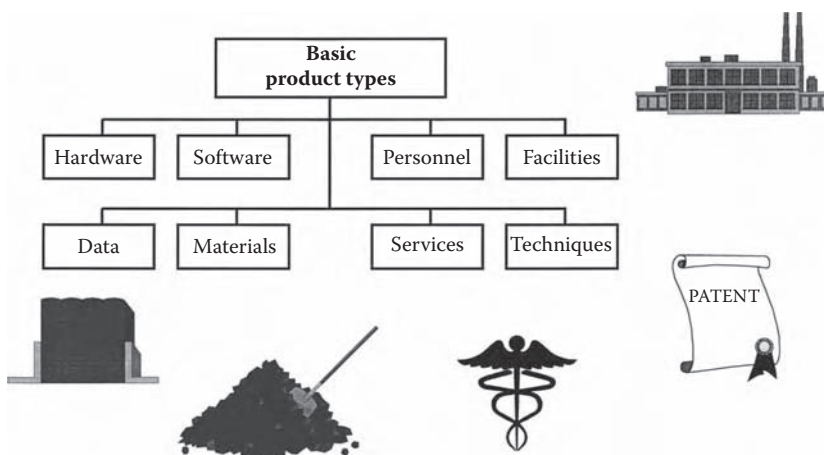 Basic
product types
Hardware
Software
Personnel
Facilities
Data
Materials
Services
Techniques
PATENT